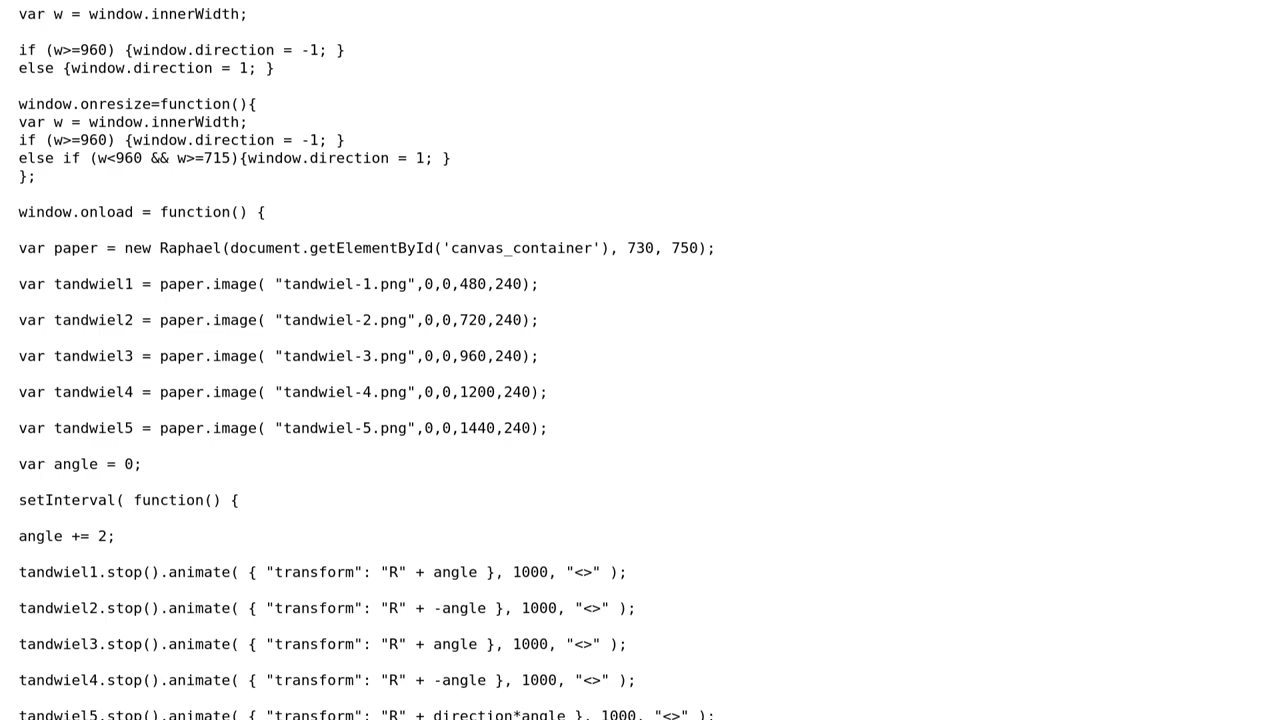 var w = window.innerWidth;
if (w>=960) {window.direction = -1; }
else {window.direction = 1; }
window.onresize=function(){
var w = window.innerWidth;
if (w>=960) {window.direction = -1; }
else if (w<960 && w>=715){window.direction = 1; }
};
window.onload = function() {
var paper = new Raphael(document.getElementById('canvas_container'), 730, 750);
var tandwiel1 = paper.image( "tandwiel-1.png",0,0,480,240);
var tandwiel2 = paper.image( "tandwiel-2.png",0,0,720,240);
var tandwiel3 = paper.image( "tandwiel-3.png",0,0,960,240);
var tandwiel4 = paper.image( "tandwiel-4.png",0,0,1200,240);
var tandwiel5 = paper.image( "tandwiel-5.png",0,0,1440,240);
var angle = 0;
setInterval( function() {
angle += 2;
tandwiel1.stop().animate( { "transform": "R" + angle }, 1000, "<>" );
tandwiel2.stop().animate( { "transform": "R" + -angle }, 1000, "<>" );
tandwiel3.stop().animate( { "transform": "R" + angle }, 1000, "<>" );
tandwiel4.stop().animate( { "transform": "R" + -angle }, 1000, "<>" );
tandwiel5.stop().animate( { "transform": "R" + direction*angle }, 1000, "<>" );